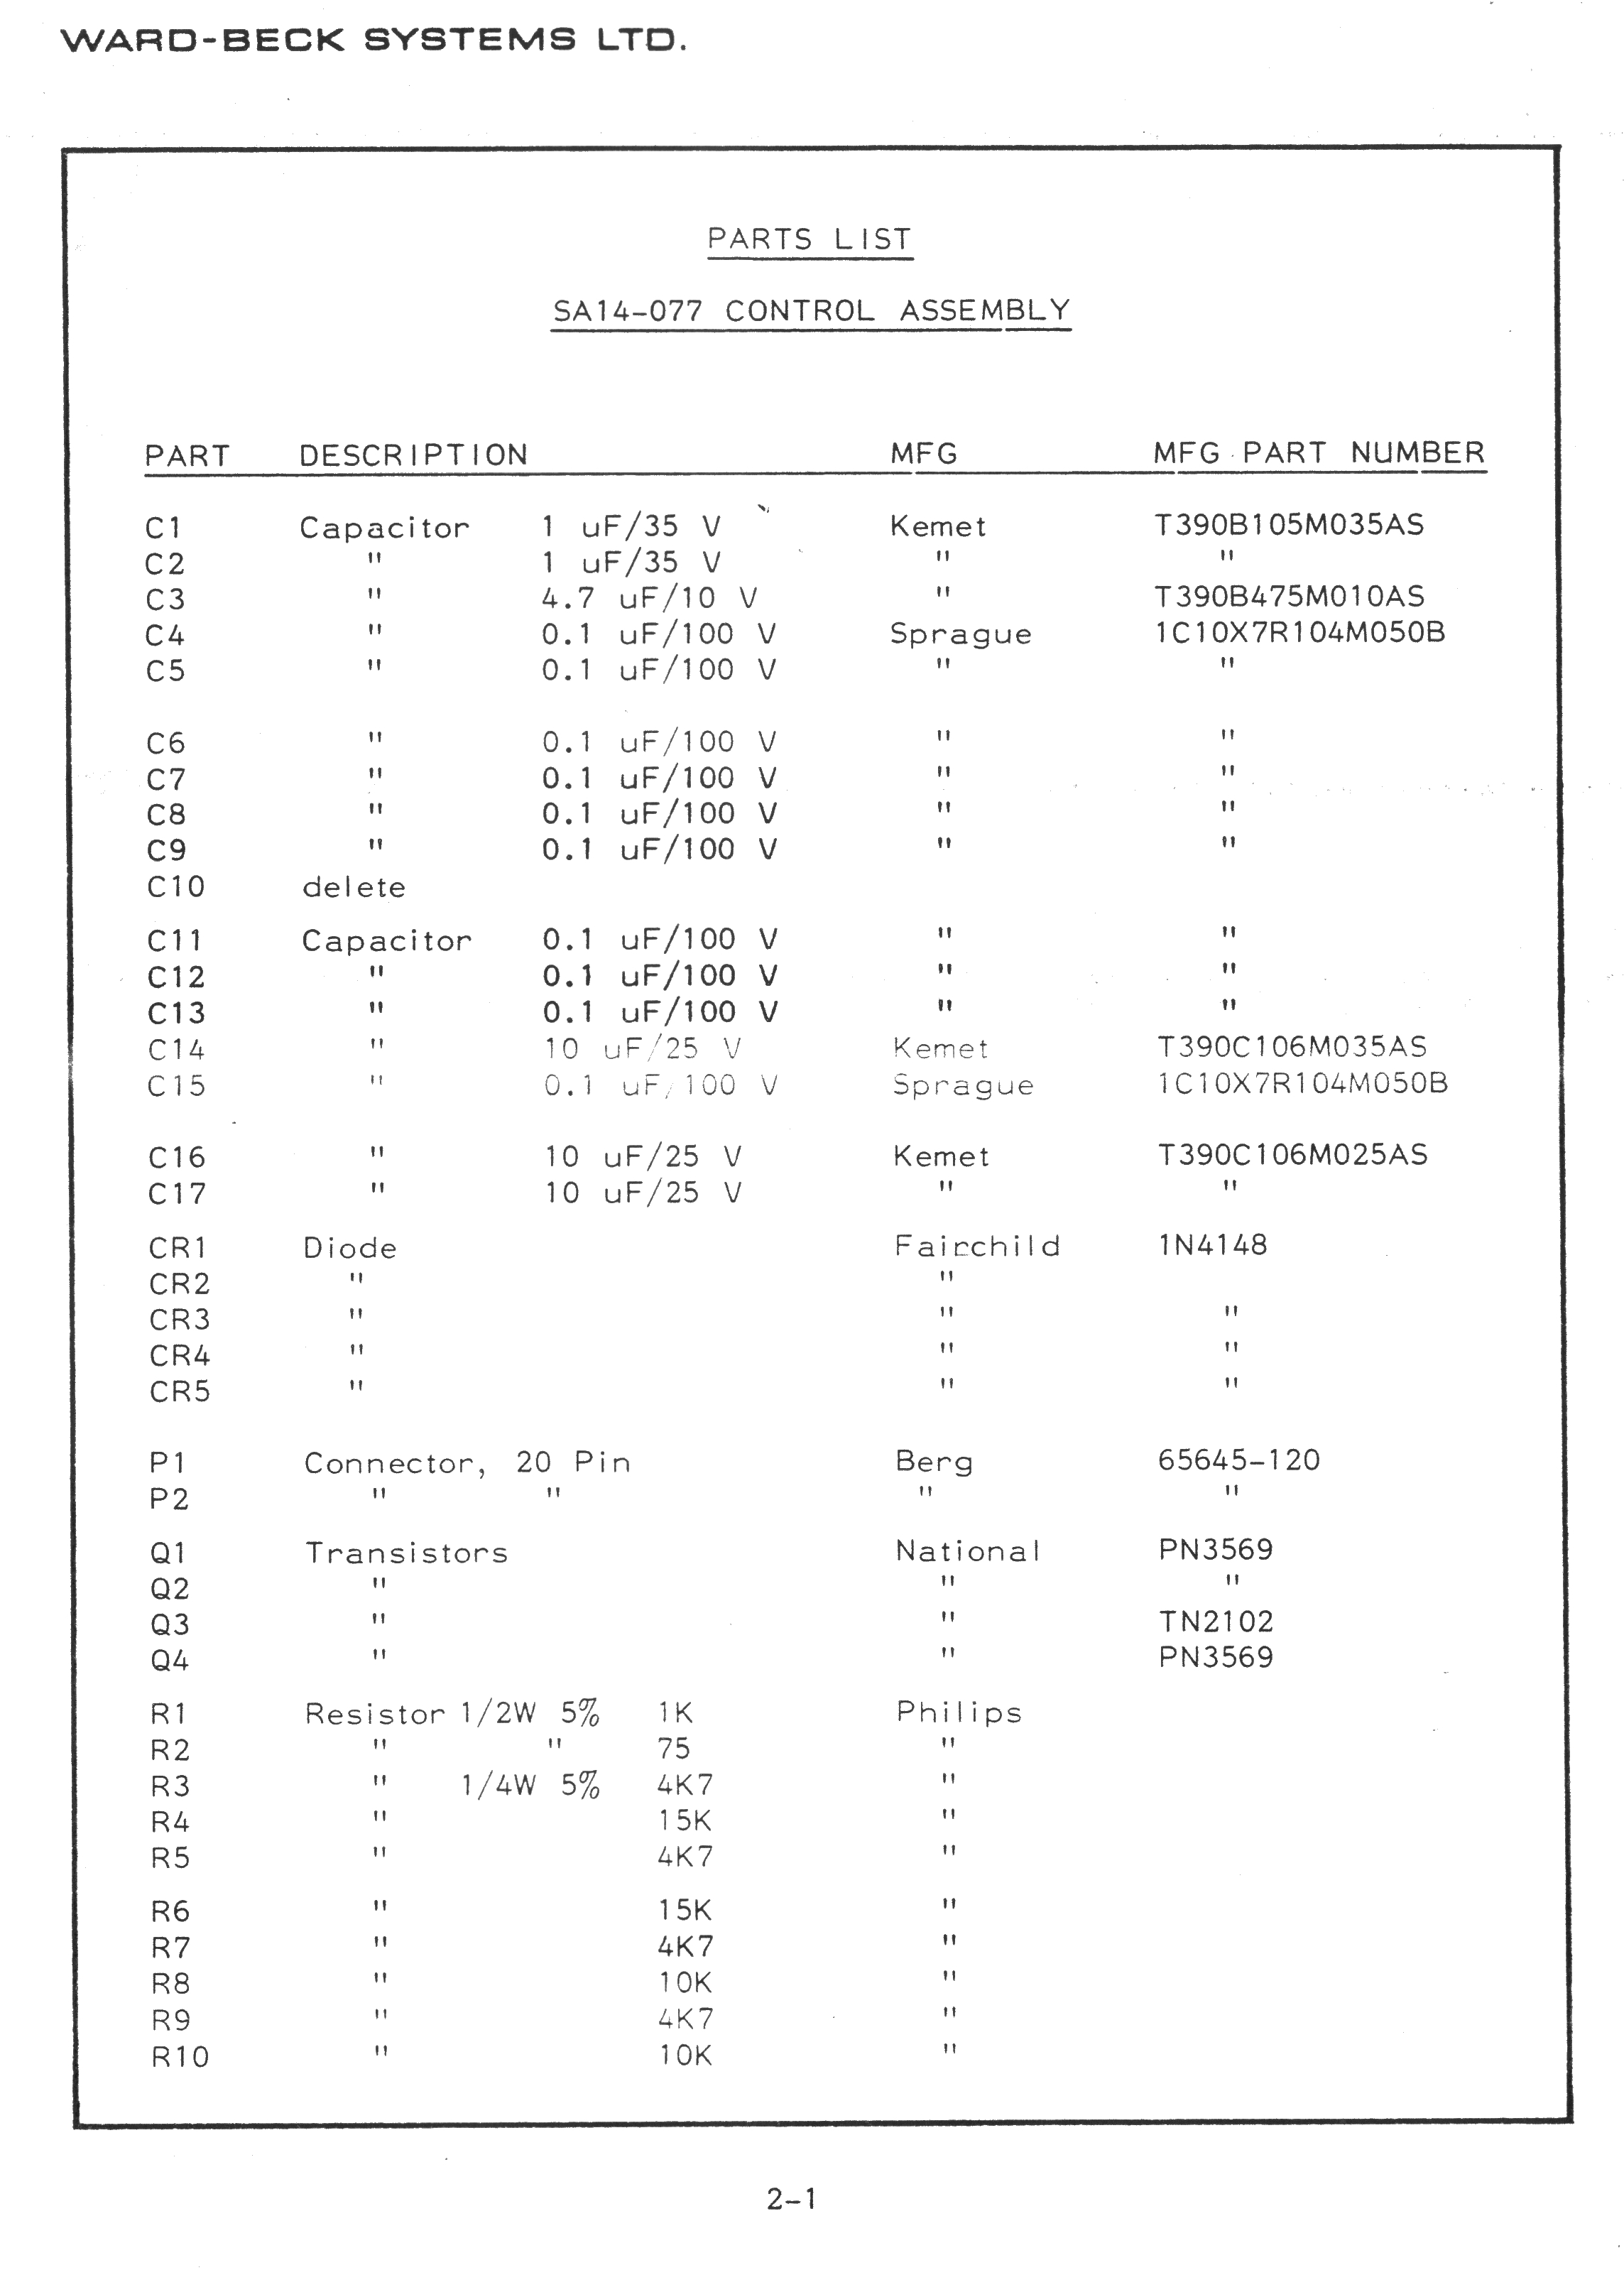 WARD-BECK SYSTEMS LTD.
PARTS LIST
SA14-077 CONTROL ASSEMBLY
PART DESCRIPTION MFG MFG PART NUMBER
C1 Capacitor 1 uF/35 V Kemet T390B105M035AS
C2 " 1 uF/35 V " "
C3 " 4.7 uF/10 V " T390B475M010AS
C4 " 0.1 uF/100 V Sprague 1C10X7R104M050B
C5 " 0.1 uF/100 V " "
C6 " 0.1 uF/100 V " "
C7 " 0.1 uF/100 V " "
C8 " 0.1 uF/100 V " "
C9 " 0.1 uF/100 V " "
C10 delete
C11 Capacitor 0.1 uF/100 V " "
C12 " 0.1 uF/100 V " "
C13 " 0.1 uF/100 V " "
C14 " 10 uF/25 V Kemet T390C106M035AS
C15 " 0.1 uF/100 V Sprague 1C10X7R104M050B
C16 " 10 uF/25 V Kemet T390C106M025AS
C17 " 10 uF/25 V " "
CR1 Diode Fairchild 1N4148
CR2 " "
CR3 " " "
CR4 " " "
CR5 " " "
P1 Connector, 20 Pin Berg 65645-120
P2 " " " "
Q1 Transistors National PN3569
Q2 " " "
Q3 " " TN2102
Q4 " " PN3569
R1 Resistor 1/2W 5% 1K Philips
R2 " " 75 "
R3 " 1/4W 5% 4K7 "
R4 " 15K "
R5 " 4K7 "
R6 " 15K "
R7 " 4K7 "
R8 " 10K "
R9 " 4K7 "
R10 " 10K "
2-1